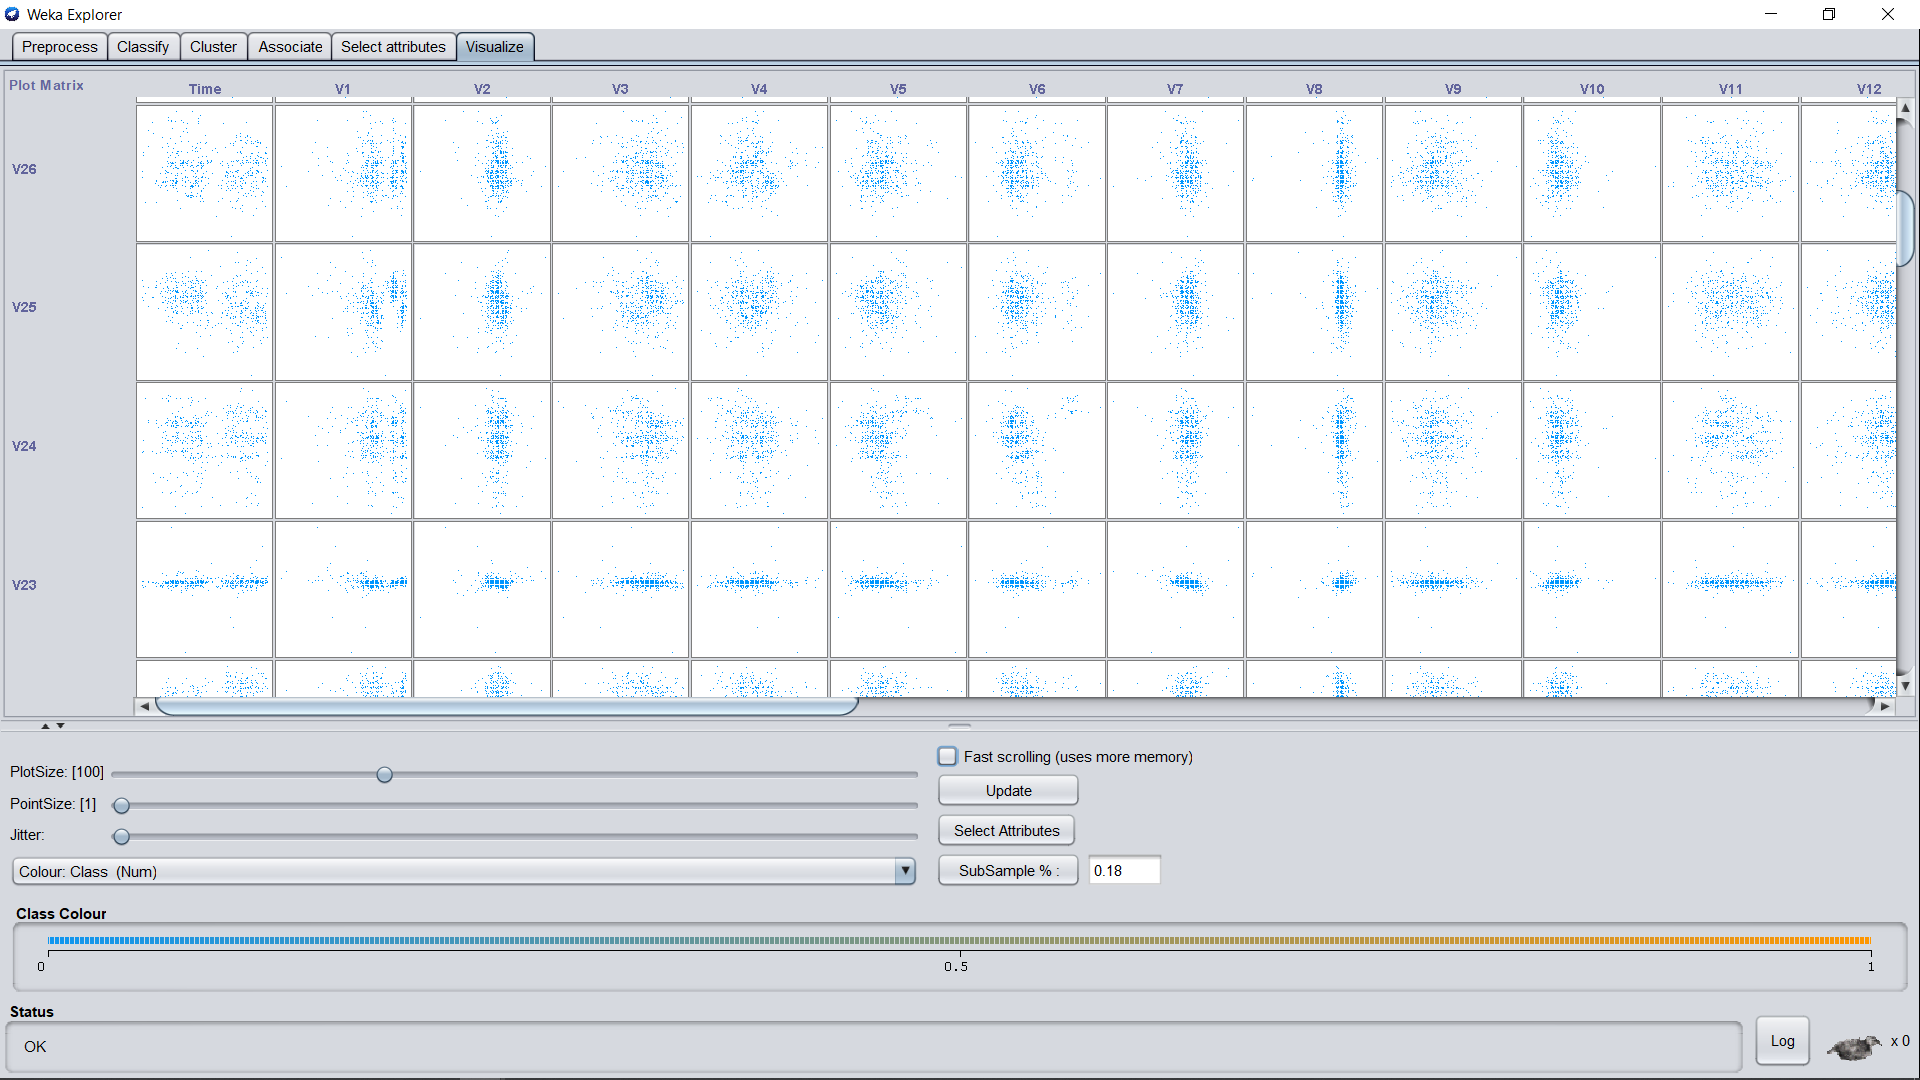 Weka Explorer
Preprocess Classify Cluster Associate Select attributes Visualize
Plot Matrix
Time V1 V2 V3 V4 V5 V6 V7 V8 V9 V10 V11 V12
V26
V25
V24
V23
PlotSize: [100]
PointSize: [1]
Jitter:
Colour: Class (Num)
Fast scrolling (uses more memory)
Update
Select Attributes
SubSample % : 0.18
Class Colour
0 0.5 1
Status
OK
Log x 0